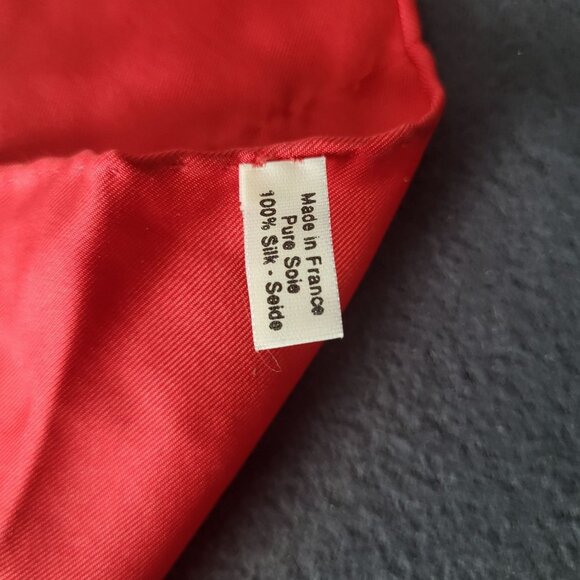 Made in France
Pure Soie
100% Silk - Seide